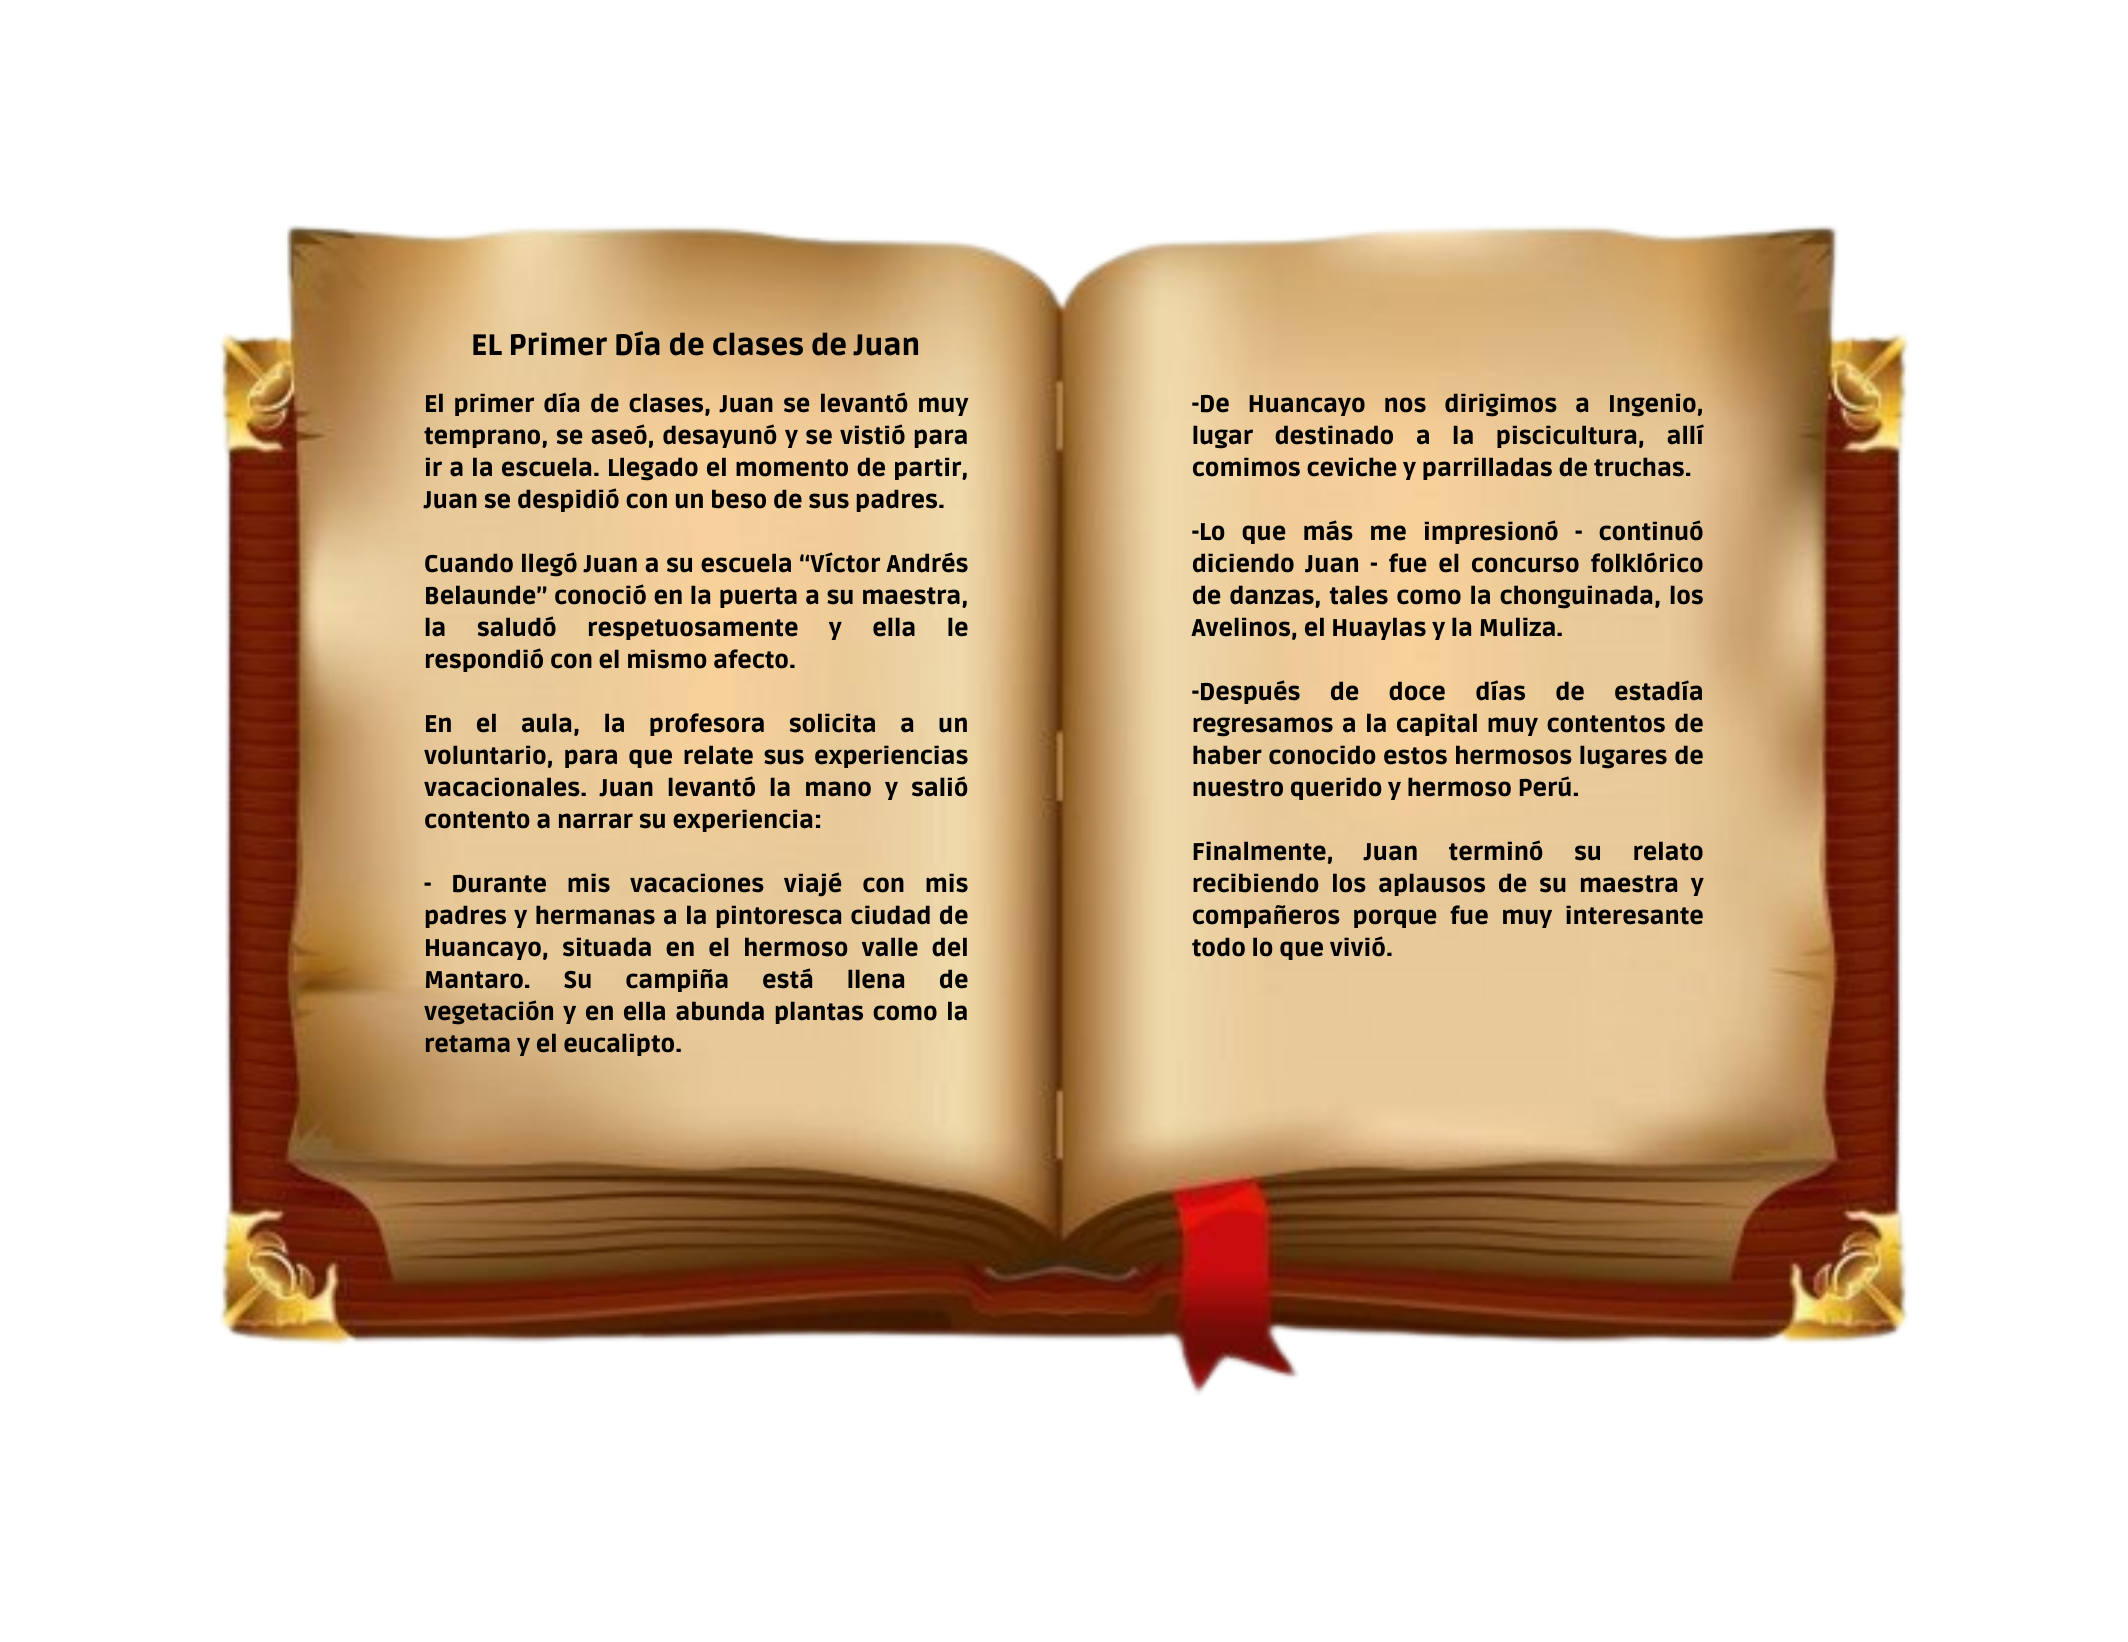 EL Primer Día de clases de Juan
El primer día de clases, Juan se levantó muy
temprano, se aseó, desayunó y se vistió para
ir a la escuela. Llegado el momento de partir,
Juan se despidió con un beso de sus padres.
Cuando llegó Juan a su escuela “Víctor Andrés
Belaunde” conoció en la puerta a su maestra,
la saludó respetuosamente y ella le
respondió con el mismo afecto.
En el aula, la profesora solicita a un
voluntario, para que relate sus experiencias
vacacionales. Juan levantó la mano y salió
contento a narrar su experiencia:
- Durante mis vacaciones viajé con mis
padres y hermanas a la pintoresca ciudad de
Huancayo, situada en el hermoso valle del
Mantaro. Su campiña está llena de
vegetación y en ella abunda plantas como la
retama y el eucalipto.
-De Huancayo nos dirigimos a Ingenio,
lugar destinado a la piscicultura, allí
comimos ceviche y parrilladas de truchas.
-Lo que más me impresionó - continuó
diciendo Juan - fue el concurso folklórico
de danzas, tales como la chonguinada, los
Avelinos, el Huaylas y la Muliza.
-Después de doce días de estadía
regresamos a la capital muy contentos de
haber conocido estos hermosos lugares de
nuestro querido y hermoso Perú.
Finalmente, Juan terminó su relato
recibiendo los aplausos de su maestra y
compañeros porque fue muy interesante
todo lo que vivió.